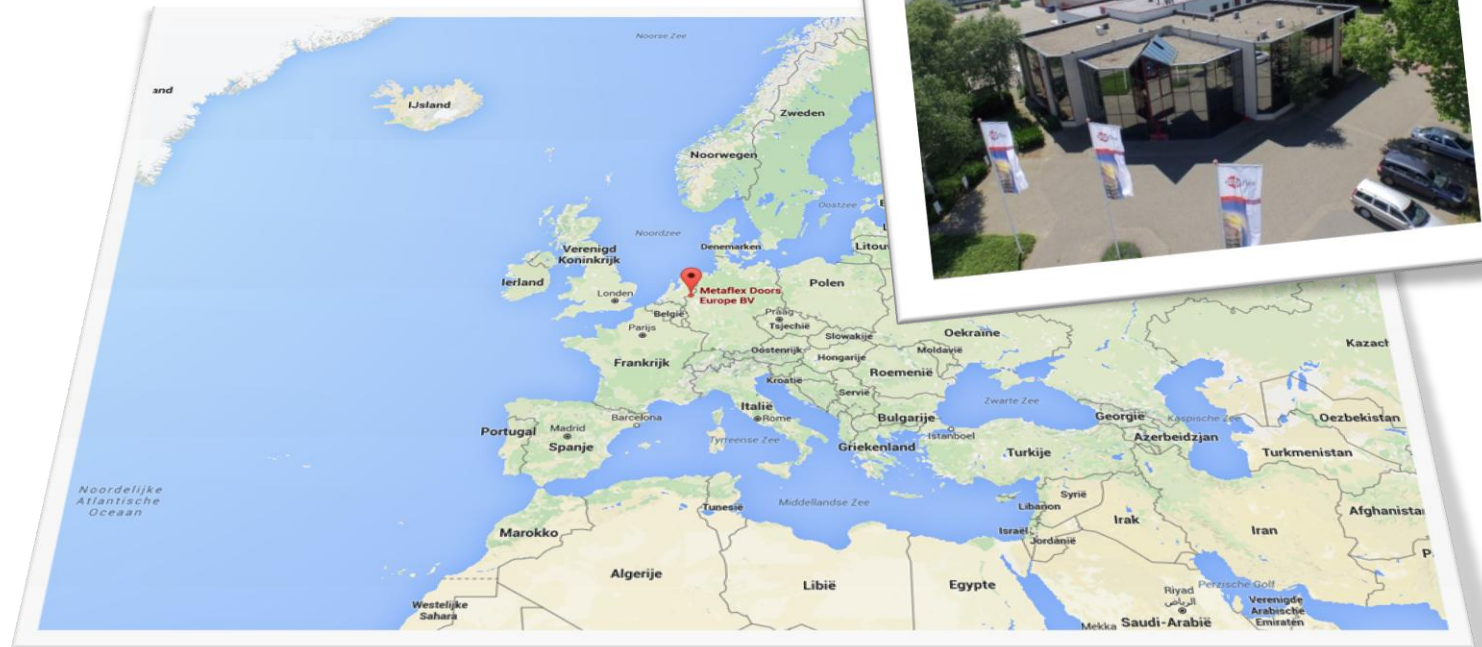 Noorse Zee
and
IJsland
Zweden
Noorwegen
Oostzee
Noordzee
Denemarken
Litou
Verenigd
Koninkrijk
Ierland
Londen
Metaflex Doors
Europe BV
Polen
België
Praag
Tsjechië
Parijs
Slowakije
Oekraïne
Kazach
Oostenrijk
Hongarije
Moldavië
Frankrijk
Roemenië
Kroatië
Servië
Zwarte Zee
Italië
Rome
Barcelona
Bulgarije
Georgië
Kaspische Zee
Oezbekistan
Portugal
Madrid
Spanje
Tyrreense Zee
Griekenland
Istanboel
Azerbeidzjan
Turkije
Turkmenistan
Noordelijke
Atlantische
Oceaan
Middellandse Zee
Tunesië
Syrië
Libanon
Irak
Afghanistan
Marokko
Israël
Jordanië
Iran
P
Algerije
Libië
Egypte
Perzische Golf
Riyad
الرياض
Westelijke
Sahara
Verenigde
Arabische
Emiraten
Mekka
Saudi-Arabië